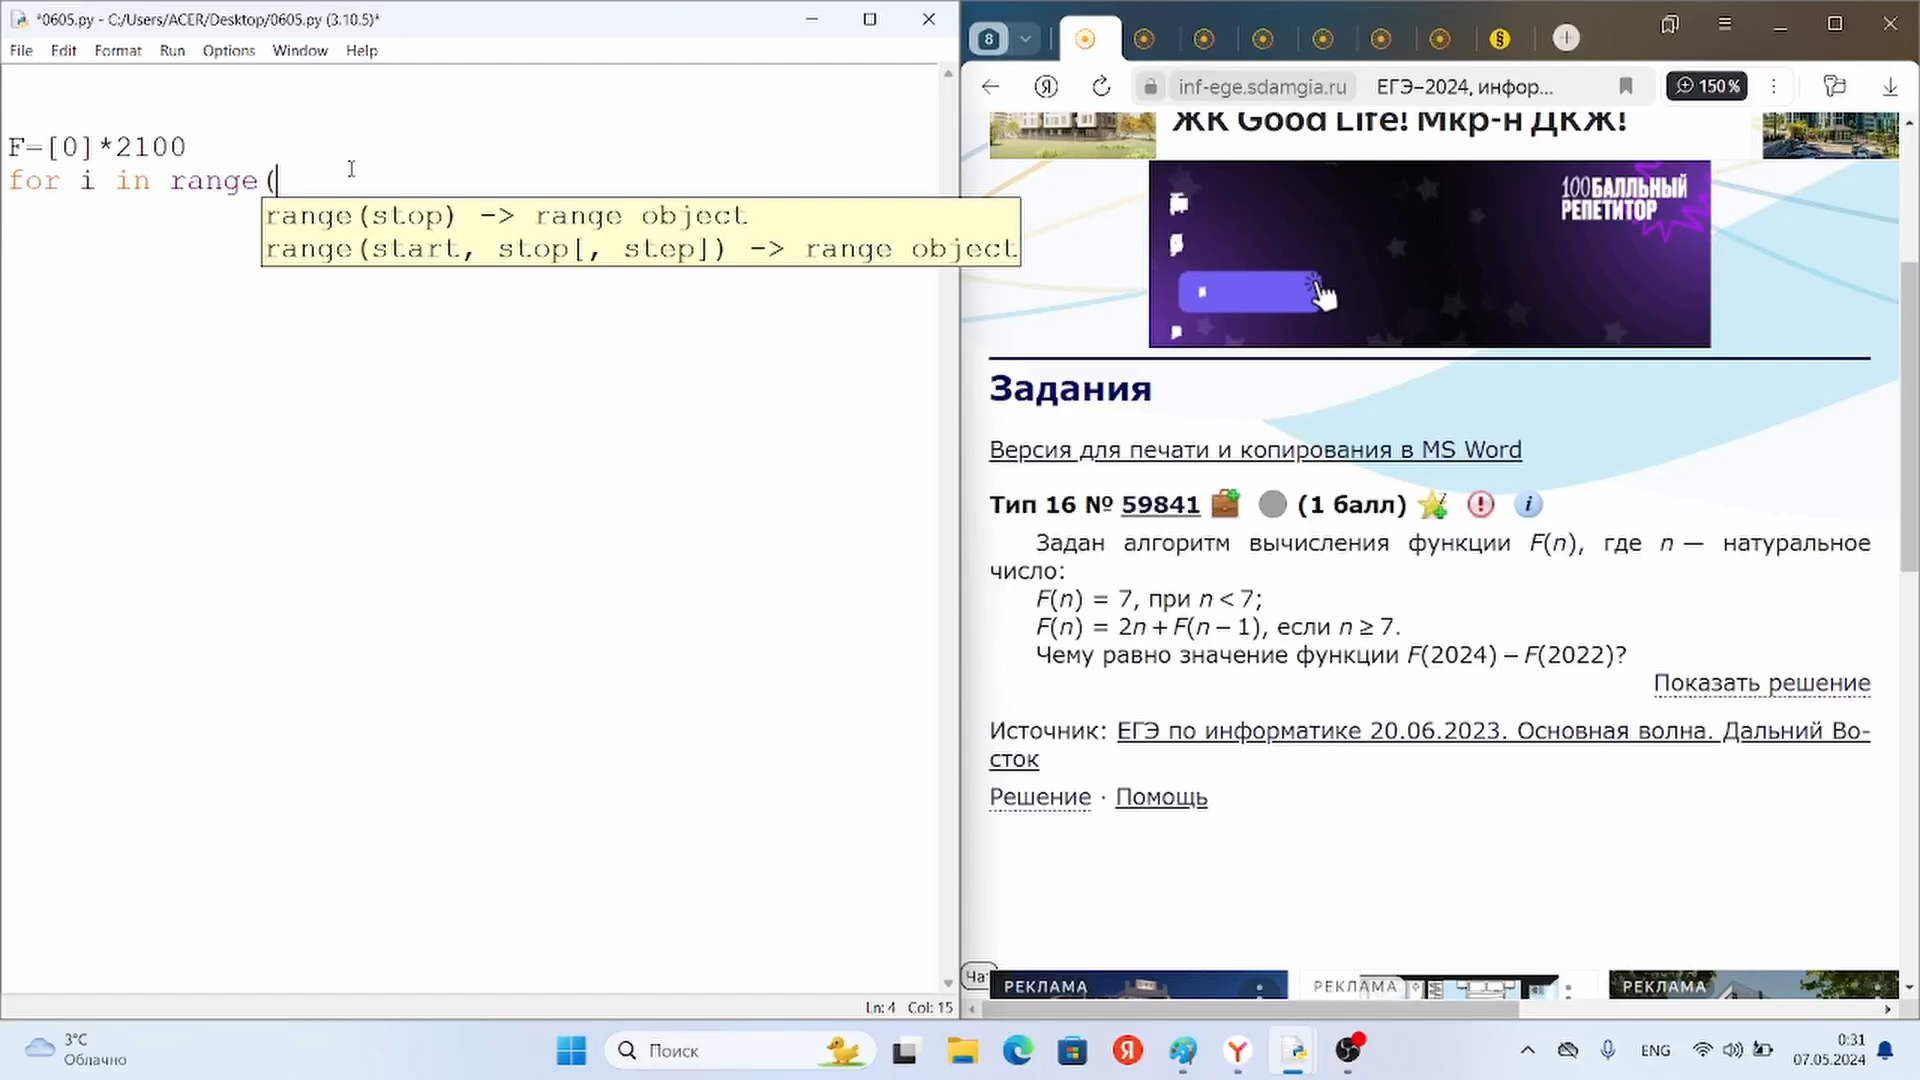 *0605.py - C:/Users/ACER/Desktop/0605.py (3.10.5)*
File Edit Format Run Options Window Help
F=[0]*2100
for i in range(
range(stop) -> range object
range(start, stop[, step]) -> range object
Ln: 4 Col: 15
8
§
inf-ege.sdamgia.ru ЕГЭ−2024, инфор... 150 %
ЖК Good Life! Мкр-н ДКЖ!
100БАЛЛЬНЫЙ
РЕПЕТИТОР
Задания
Версия для печати и копирования в MS Word
Тип 16 № 59841 (1 балл)
Задан алгоритм вычисления функции F(n), где n — натуральное
число:
F(n) = 7, при n < 7;
F(n) = 2n + F(n − 1), если n ≥ 7.
Чему равно значение функции F(2024) − F(2022)?
Показать решение
Источник: ЕГЭ по информатике 20.06.2023. Основная волна. Дальний Во-
сток
Решение · Помощь
РЕКЛАМА
РЕКЛАМА
РЕКЛАМА
3°C
Облачно
Поиск
ENG
0:31
07.05.2024